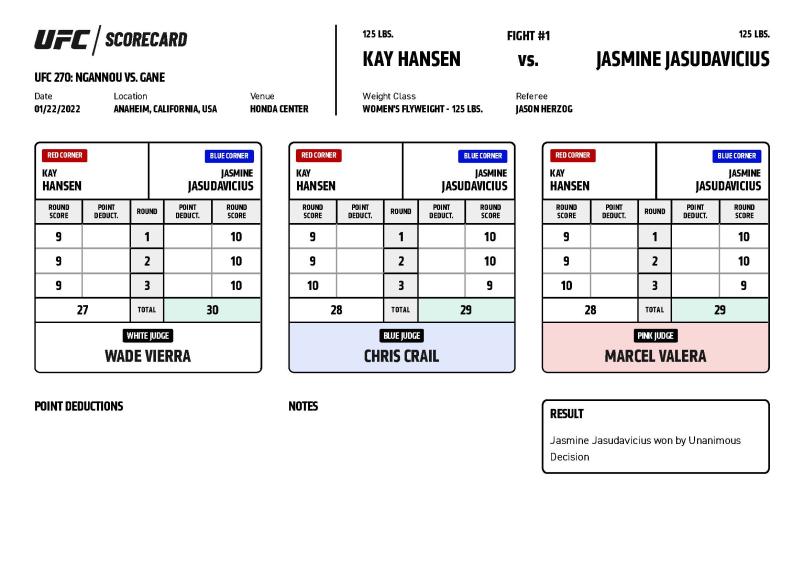 UFC / SCORECARD
UFC 270: NGANNOU VS. GANE
Date Location Venue
01/22/2022 ANAHEIM, CALIFORNIA, USA HONDA CENTER
125 LBS. FIGHT #1 125 LBS.
KAY HANSEN vs. JASMINE JASUDAVICIUS
Weight Class Referee
WOMEN'S FLYWEIGHT - 125 LBS. JASON HERZOG
RED CORNER BLUE CORNER
KAY JASMINE
HANSEN JASUDAVICIUS
ROUND SCORE POINT DEDUCT. ROUND POINT DEDUCT. ROUND SCORE
9 1 10
9 2 10
9 3 10
27 TOTAL 30
WHITE JUDGE
WADE VIERRA
RED CORNER BLUE CORNER
KAY JASMINE
HANSEN JASUDAVICIUS
ROUND SCORE POINT DEDUCT. ROUND POINT DEDUCT. ROUND SCORE
9 1 10
9 2 10
10 3 9
28 TOTAL 29
BLUE JUDGE
CHRIS CRAIL
RED CORNER BLUE CORNER
KAY JASMINE
HANSEN JASUDAVICIUS
ROUND SCORE POINT DEDUCT. ROUND POINT DEDUCT. ROUND SCORE
9 1 10
9 2 10
10 3 9
28 TOTAL 29
PINK JUDGE
MARCEL VALERA
POINT DEDUCTIONS
NOTES
RESULT
Jasmine Jasudavicius won by Unanimous
Decision